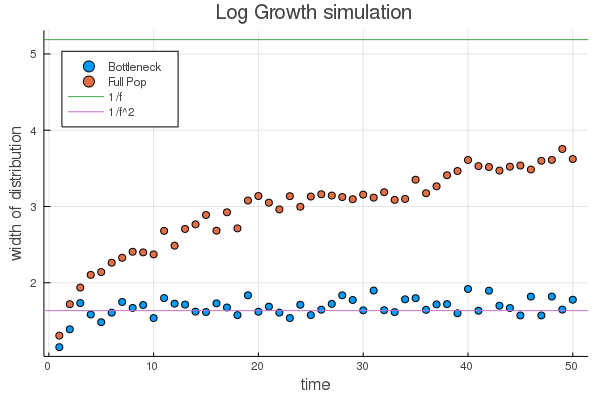 Log Growth simulation
5
4
3
2
width of distribution
Bottleneck
Full Pop
1/f
1/f^2
0 10 20 30 40 50
time